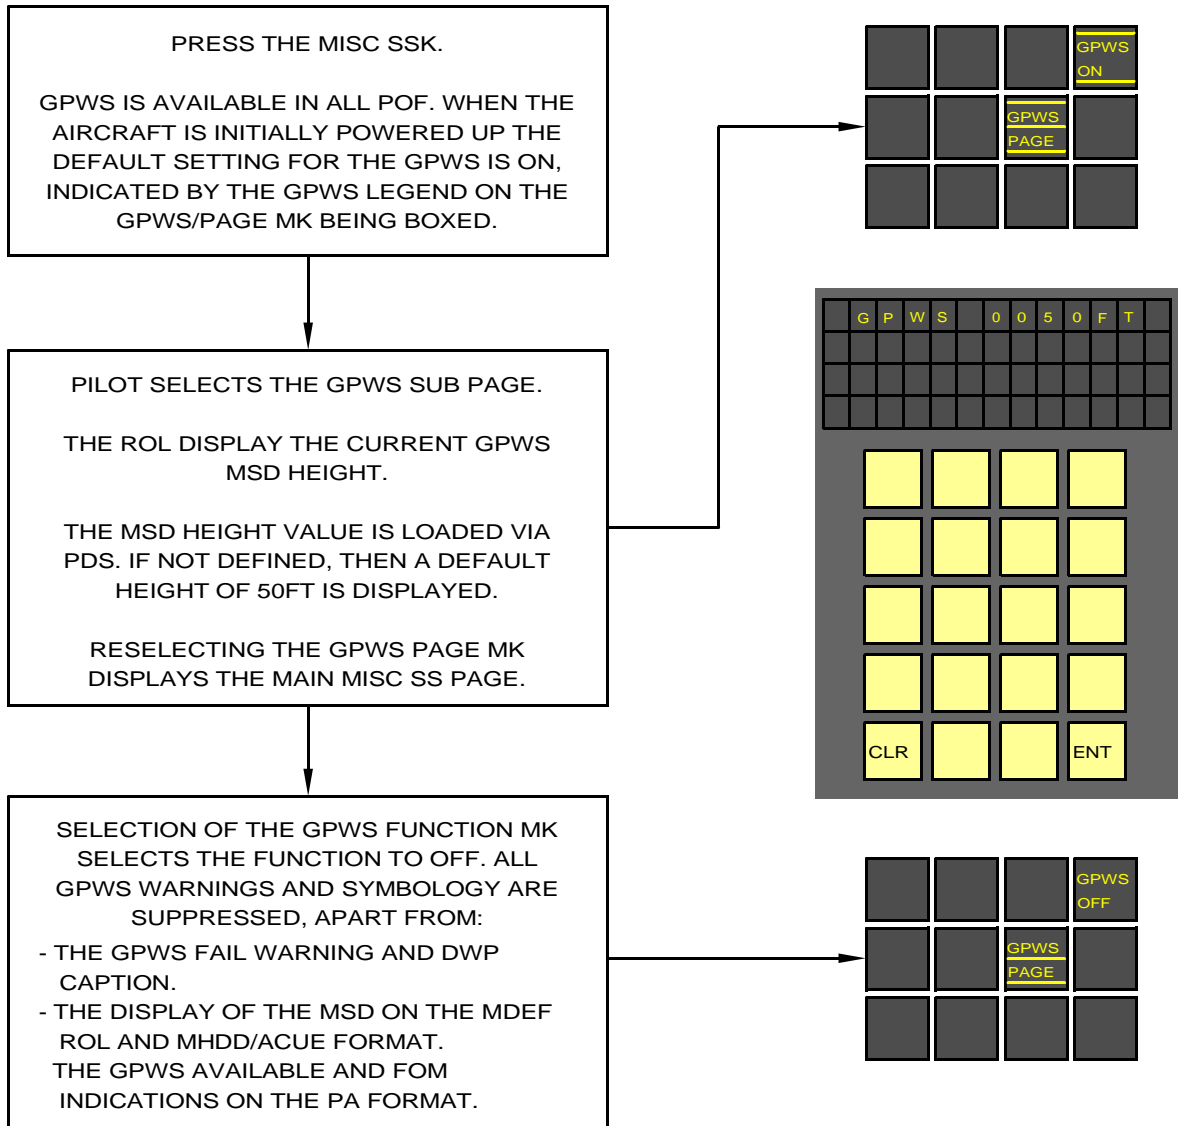 PRESS THE MISC SSK.
GPWS IS AVAILABLE IN ALL POF. WHEN THE
AIRCRAFT IS INITIALLY POWERED UP THE
DEFAULT SETTING FOR THE GPWS IS ON,
INDICATED BY THE GPWS LEGEND ON THE
GPWS/PAGE MK BEING BOXED.
GPWS
ON
GPWS
PAGE
PILOT SELECTS THE GPWS SUB PAGE.
THE ROL DISPLAY THE CURRENT GPWS
MSD HEIGHT.
THE MSD HEIGHT VALUE IS LOADED VIA
PDS. IF NOT DEFINED, THEN A DEFAULT
HEIGHT OF 50FT IS DISPLAYED.
RESELECTING THE GPWS PAGE MK
DISPLAYS THE MAIN MISC SS PAGE.
G P W S 0 0 5 0 F T
CLR
ENT
SELECTION OF THE GPWS FUNCTION MK
SELECTS THE FUNCTION TO OFF. ALL
GPWS WARNINGS AND SYMBOLOGY ARE
SUPPRESSED, APART FROM:
- THE GPWS FAIL WARNING AND DWP
CAPTION.
- THE DISPLAY OF THE MSD ON THE MDEF
ROL AND MHDD/ACUE FORMAT.
THE GPWS AVAILABLE AND FOM
INDICATIONS ON THE PA FORMAT.
GPWS
OFF
GPWS
PAGE